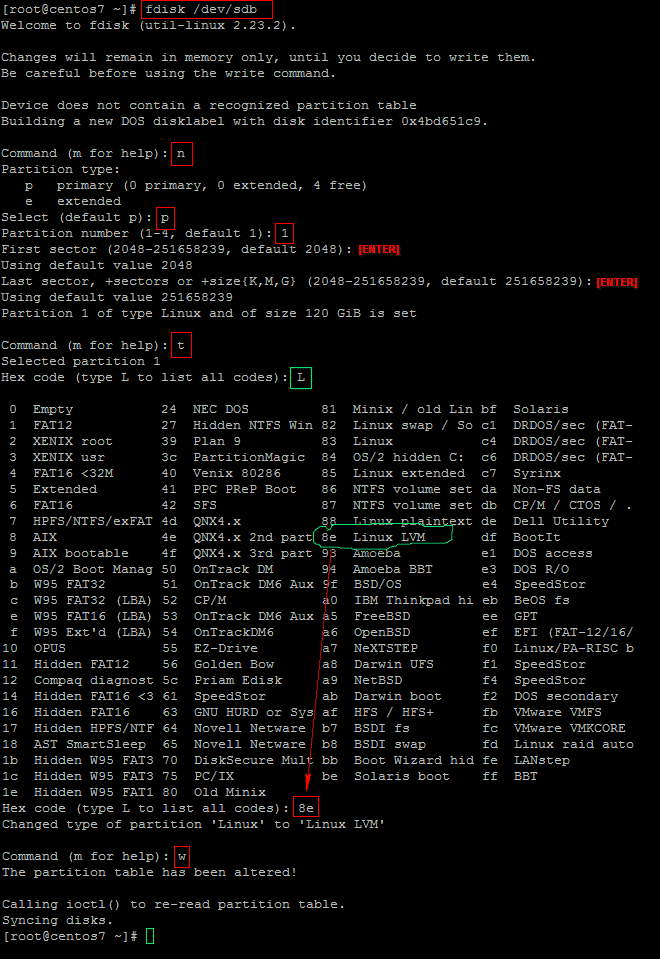 [root@centos7 ~]# fdisk /dev/sdb
Welcome to fdisk (util-linux 2.23.2).
Changes will remain in memory only, until you decide to write them.
Be careful before using the write command.
Device does not contain a recognized partition table
Building a new DOS disklabel with disk identifier 0x4bd651c9.
Command (m for help): n
Partition type:
p   primary (0 primary, 0 extended, 4 free)
e   extended
Select (default p): p
Partition number (1-4, default 1): 1
First sector (2048-251658239, default 2048): [ENTER]
Using default value 2048
Last sector, +sectors or +size{K,M,G} (2048-251658239, default 251658239): [ENTER]
Using default value 251658239
Partition 1 of type Linux and of size 120 GiB is set
Command (m for help): t
Selected partition 1
Hex code (type L to list all codes): L
0  Empty           24  NEC DOS         81  Minix / old Lin bf  Solaris
1  FAT12           27  Hidden NTFS Win 82  Linux swap / So c1  DRDOS/sec (FAT-
2  XENIX root      39  Plan 9          83  Linux           c4  DRDOS/sec (FAT-
3  XENIX usr       3c  PartitionMagic  84  OS/2 hidden C:  c6  DRDOS/sec (FAT-
4  FAT16 <32M      40  Venix 80286     85  Linux extended  c7  Syrinx
5  Extended        41  PPC PReP Boot   86  NTFS volume set da  Non-FS data
6  FAT16           42  SFS             87  NTFS volume set db  CP/M / CTOS / .
7  HPFS/NTFS/exFAT 4d  QNX4.x          88  Linux plaintext de  Dell Utility
8  AIX             4e  QNX4.x 2nd part 8e  Linux LVM       df  BootIt
9  AIX bootable    4f  QNX4.x 3rd part 93  Amoeba          e1  DOS access
a  OS/2 Boot Manag 50  OnTrack DM      94  Amoeba BBT      e3  DOS R/O
b  W95 FAT32       51  OnTrack DM6 Aux 9f  BSD/OS          e4  SpeedStor
c  W95 FAT32 (LBA) 52  CP/M            a0  IBM Thinkpad hi eb  BeOS fs
e  W95 FAT16 (LBA) 53  OnTrack DM6 Aux a5  FreeBSD         ee  GPT
f  W95 Ext'd (LBA) 54  OnTrackDM6      a6  OpenBSD         ef  EFI (FAT-12/16/
10  OPUS            55  EZ-Drive        a7  NeXTSTEP        f0  Linux/PA-RISC b
11  Hidden FAT12    56  Golden Bow      a8  Darwin UFS      f1  SpeedStor
12  Compaq diagnost 5c  Priam Edisk     a9  NetBSD          f4  SpeedStor
14  Hidden FAT16 <3 61  SpeedStor       ab  Darwin boot     f2  DOS secondary
16  Hidden FAT16    63  GNU HURD or Sys af  HFS / HFS+      fb  VMware VMFS
17  Hidden HPFS/NTF 64  Novell Netware  b7  BSDI fs         fc  VMware VMKCORE
18  AST SmartSleep  65  Novell Netware  b8  BSDI swap       fd  Linux raid auto
1b  Hidden W95 FAT3 70  DiskSecure Mult bb  Boot Wizard hid fe  LANstep
1c  Hidden W95 FAT3 75  PC/IX           be  Solaris boot    ff  BBT
1e  Hidden W95 FAT1 80  Old Minix
Hex code (type L to list all codes): 8e
Changed type of partition 'Linux' to 'Linux LVM'
Command (m for help): w
The partition table has been altered!
Calling ioctl() to re-read partition table.
Syncing disks.
[root@centos7 ~]#